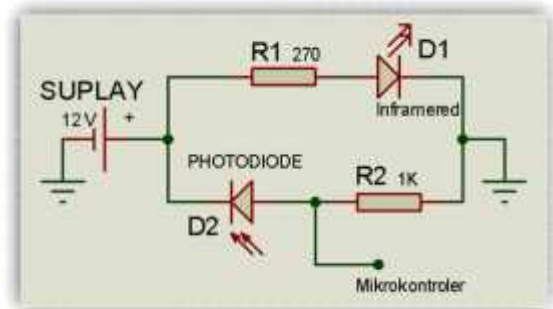 R1 270
D1
SUPLAY
12V
+
Inframered
PHOTODIODE
R2 1K
D2
Mikrokontroler